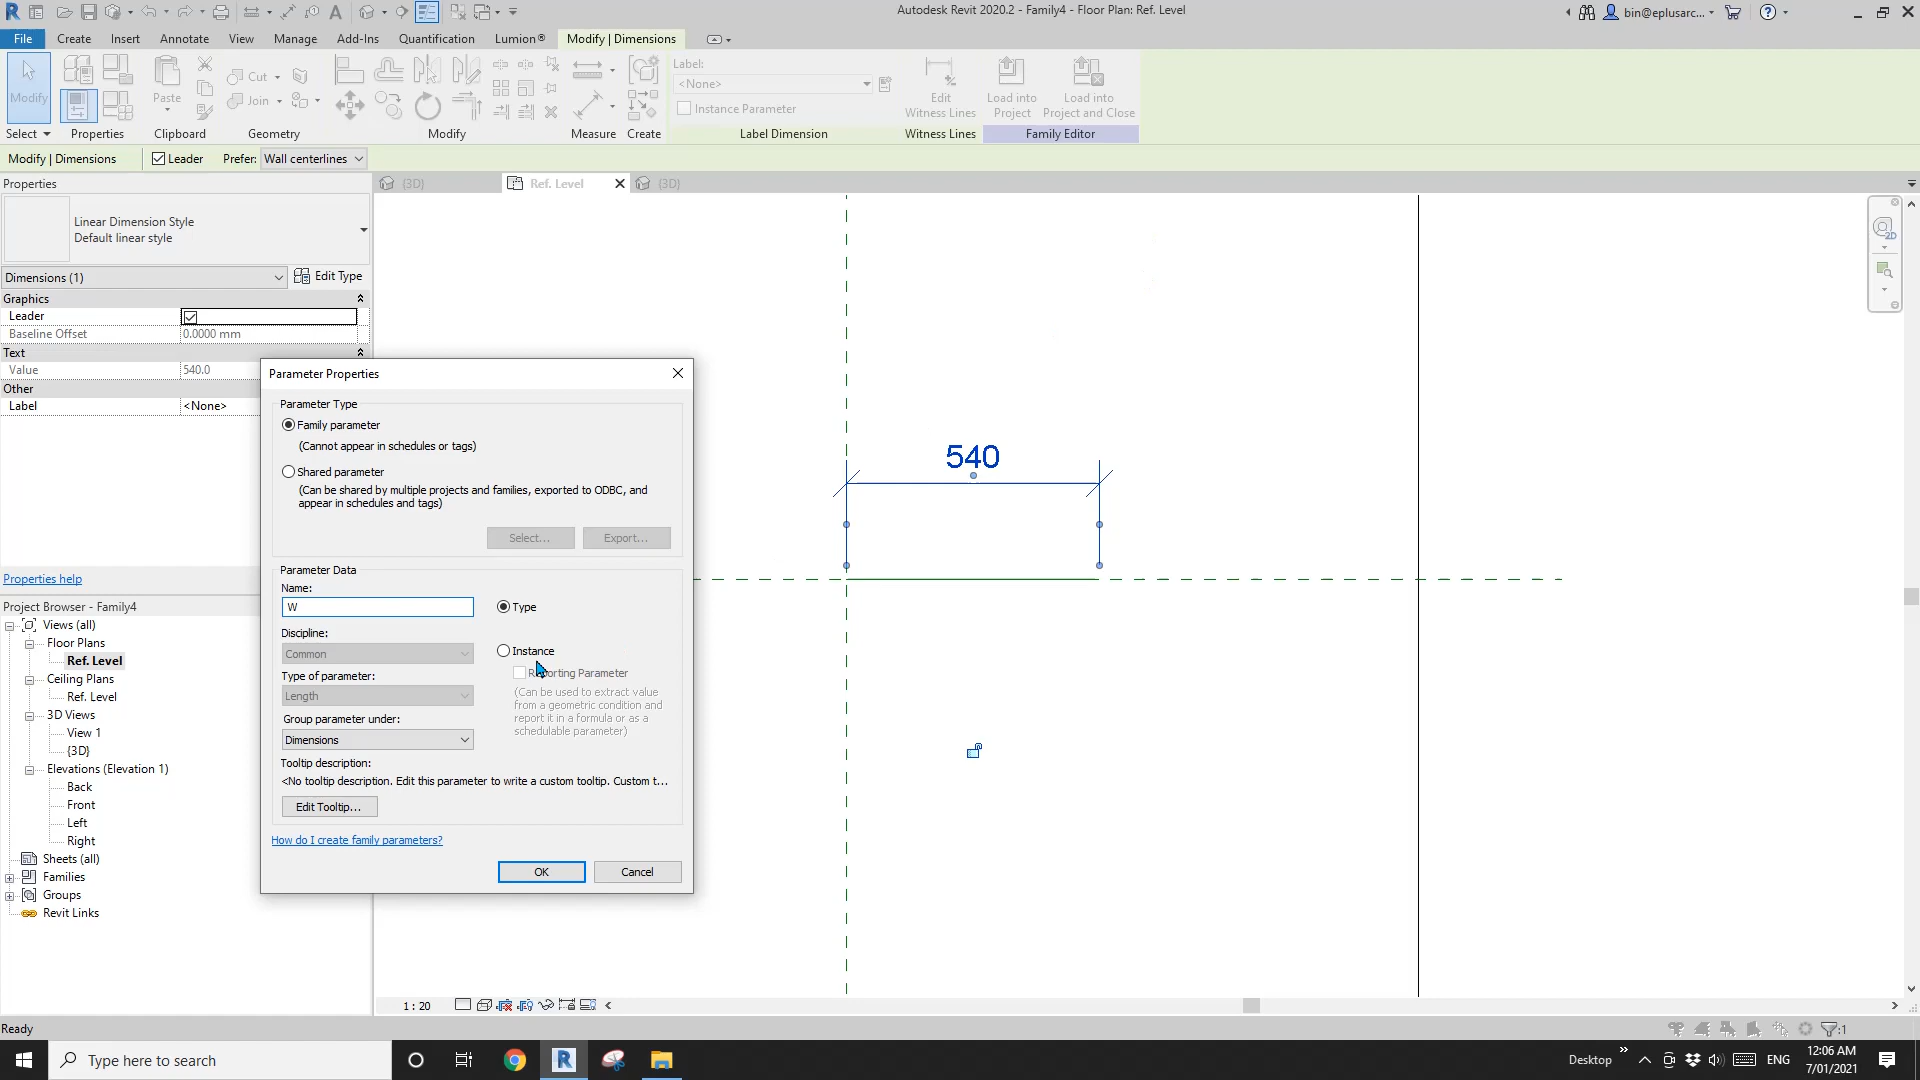 Autodesk Revit 2020.2 - Family4 - Floor Plan: Ref. Level
bin@eplusarc...
File
Create
Insert
Annotate
View
Manage
Add-Ins
Quantification
Lumion®
Modify | Dimensions
Modify
Paste
Cut
Join
Label:
<None>
Instance Parameter
Edit
Witness Lines
Load into
Project
Load into
Project and Close
Select
Properties
Clipboard
Geometry
Modify
Measure
Create
Label Dimension
Witness Lines
Family Editor
Modify | Dimensions
Leader
Prefer:
Wall centerlines
Properties
{3D}
Ref. Level
{3D}
Linear Dimension Style
Default linear style
Dimensions (1)
Edit Type
Graphics
Leader
Baseline Offset
0.0000 mm
Text
Value
540.0
Other
Label
<None>
Properties help
Project Browser - Family4
Views (all)
Floor Plans
Ref. Level
Ceiling Plans
Ref. Level
3D Views
View 1
{3D}
Elevations (Elevation 1)
Back
Front
Left
Right
Sheets (all)
Families
Groups
Revit Links
Parameter Properties
Parameter Type
Family parameter
(Cannot appear in schedules or tags)
Shared parameter
(Can be shared by multiple projects and families, exported to ODBC, and
appear in schedules and tags)
Select...
Export...
Parameter Data
Name:
W
Type
Discipline:
Common
Instance
Type of parameter:
Reporting Parameter
Length
(Can be used to extract value
from a geometric condition and
report it in a formula or as a
schedulable parameter)
Group parameter under:
Dimensions
Tooltip description:
<No tooltip description. Edit this parameter to write a custom tooltip. Custom t...
Edit Tooltip...
How do I create family parameters?
OK
Cancel
540
2D
1 : 20
Ready
:1
Type here to search
Desktop
ENG
12:06 AM
7/01/2021